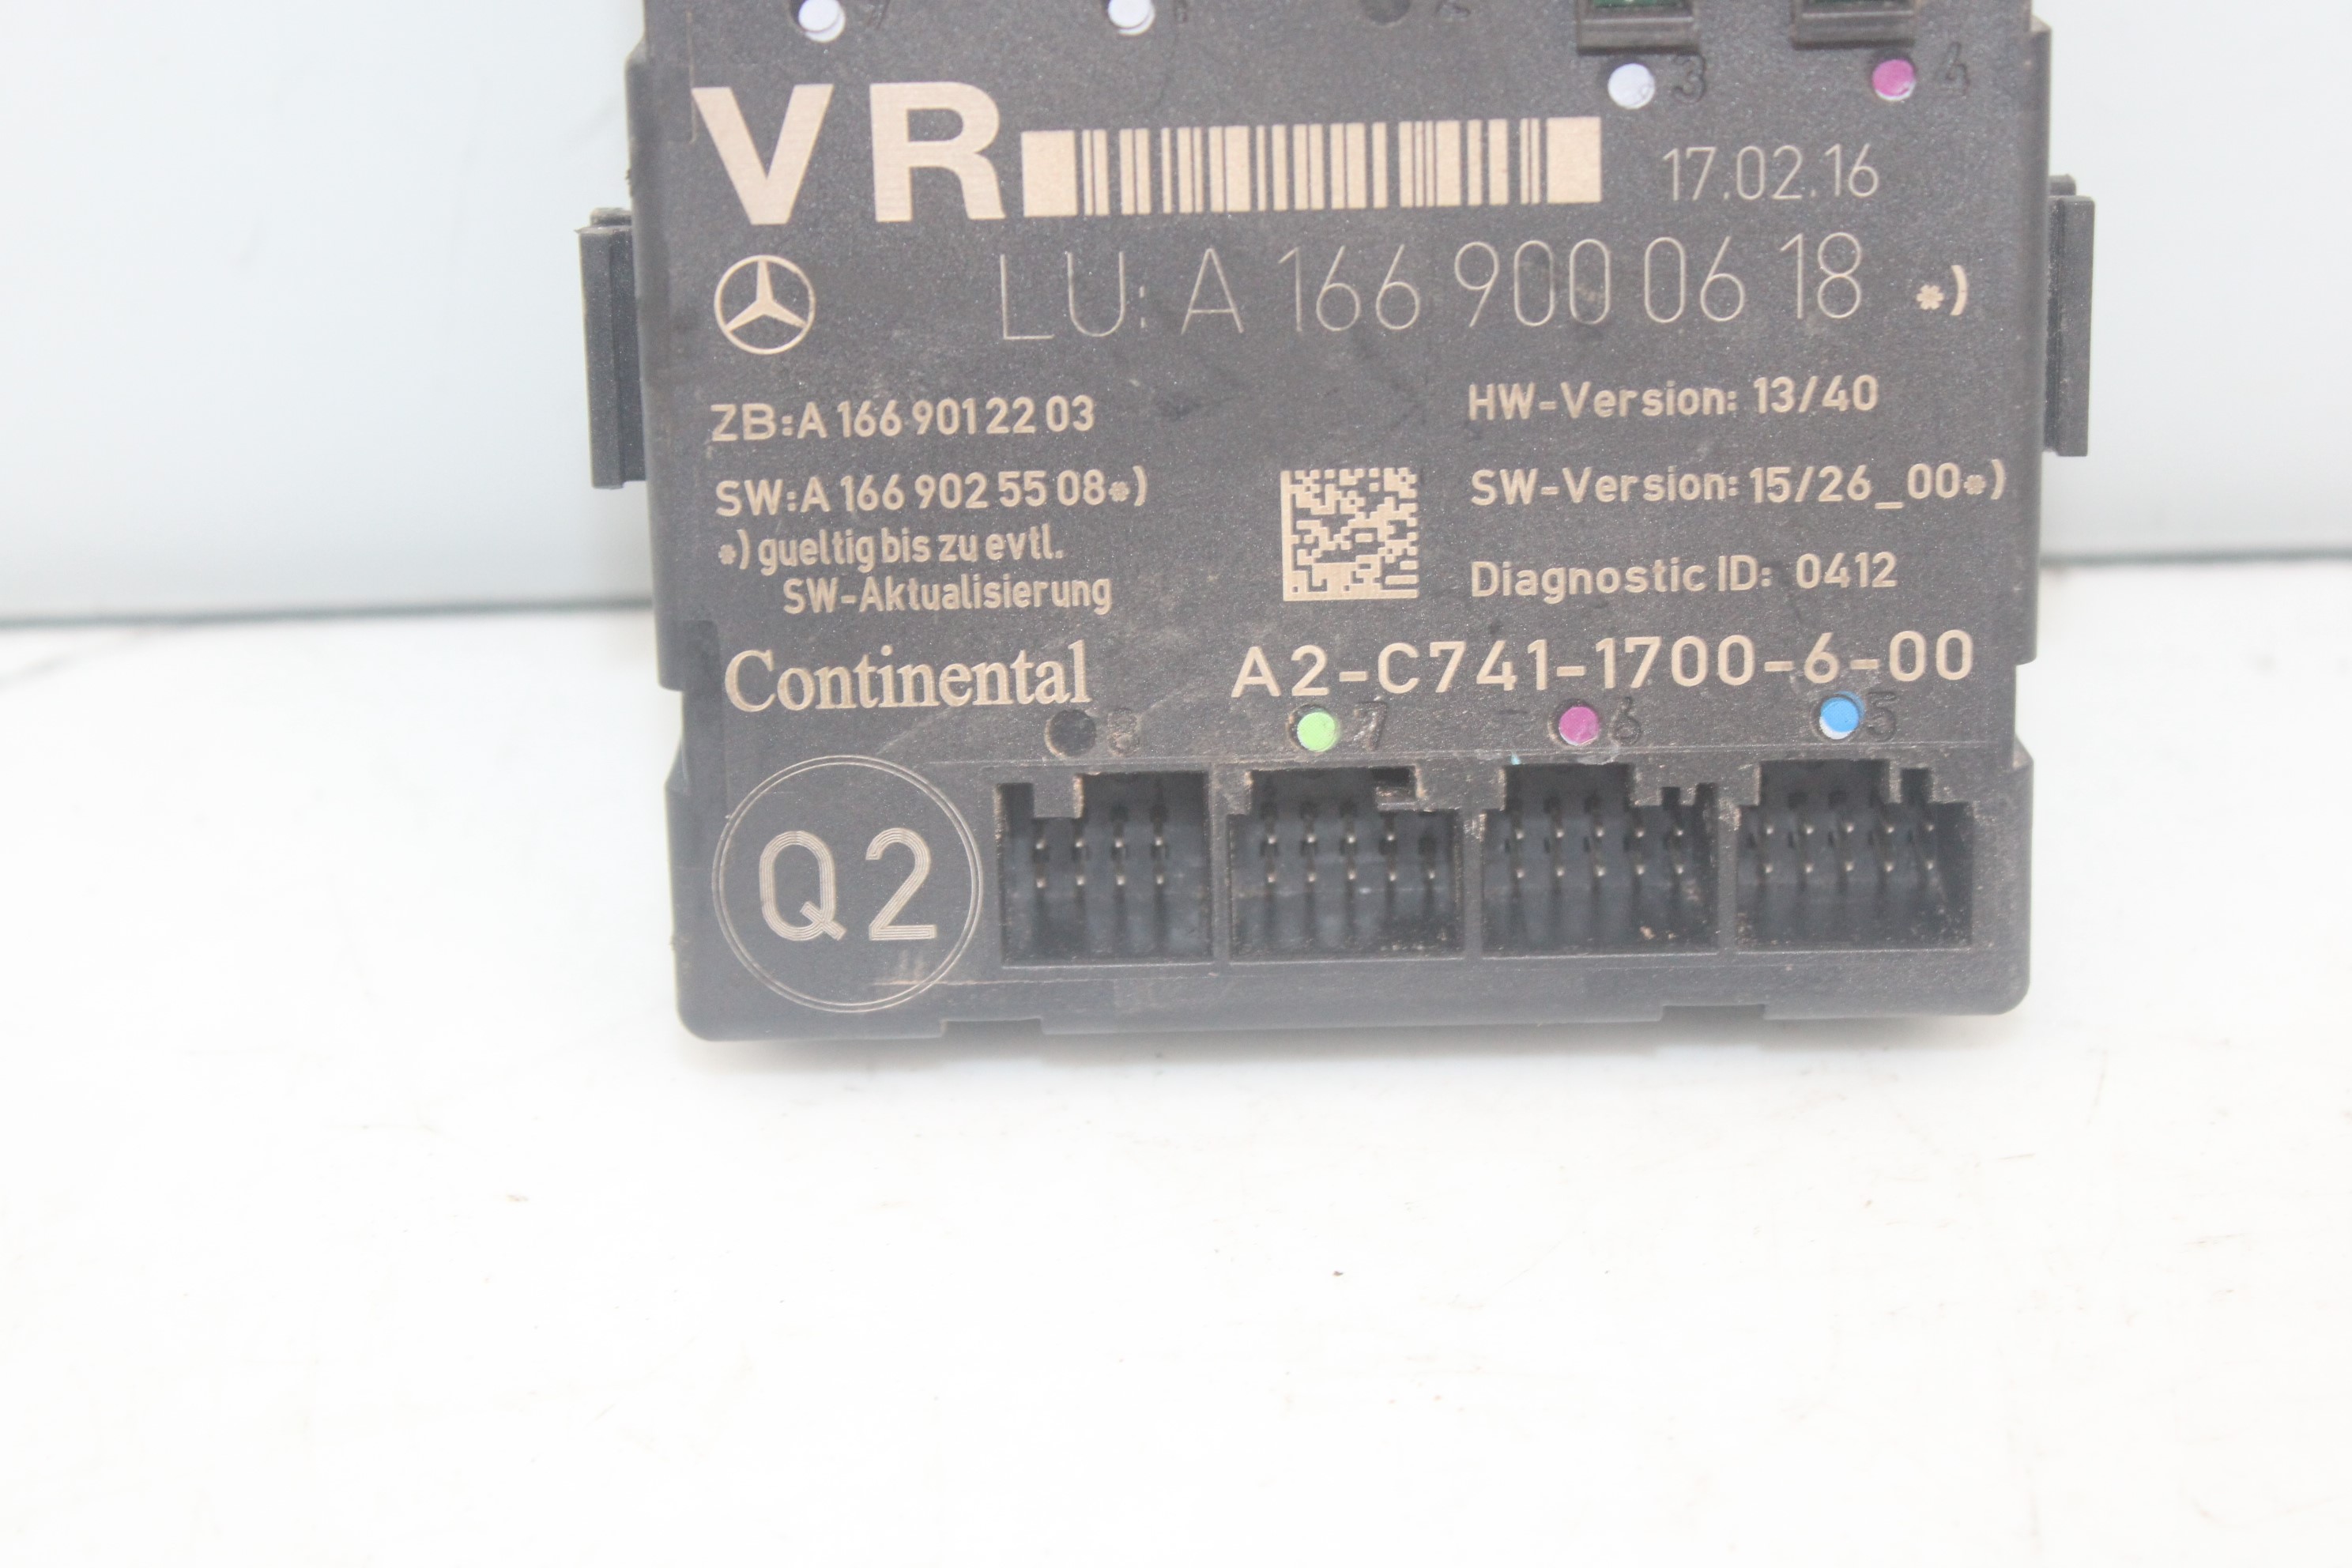 3 4
VR 17.02.16
LU: A 166 900 06 18 *)
ZB:A 166 901 22 03
HW-Version: 13/40
SW:A 166 902 55 08*)
SW-Version: 15/26_00*)
*) gueltig bis zu evtl.
SW-Aktualisierung
Diagnostic ID: 0412
Continental A2-C741-1700-6-00
8 7 6 5
Q2